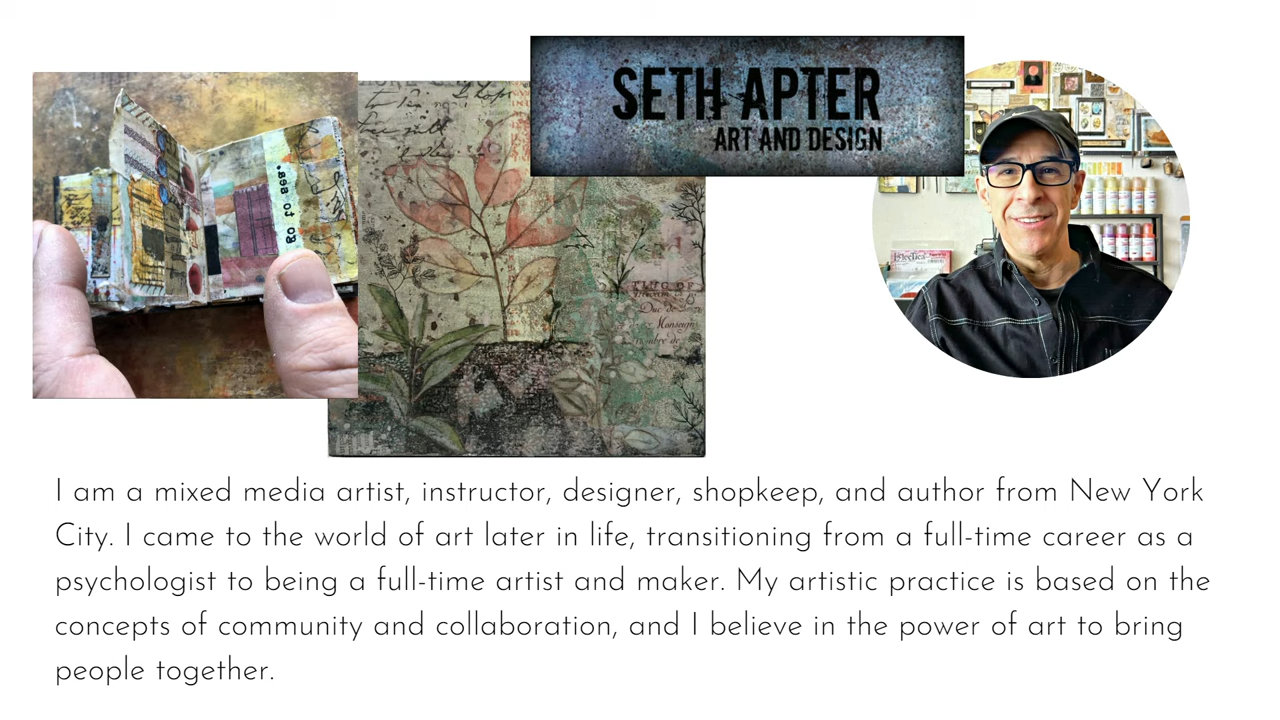 SETH APTER
ART AND DESIGN
go to sea.
I am a mixed media artist, instructor, designer, shopkeep, and author from New York
City. I came to the world of art later in life, transitioning from a full-time career as a
psychologist to being a full-time artist and maker. My artistic practice is based on the
concepts of community and collaboration, and I believe in the power of art to bring
people together.